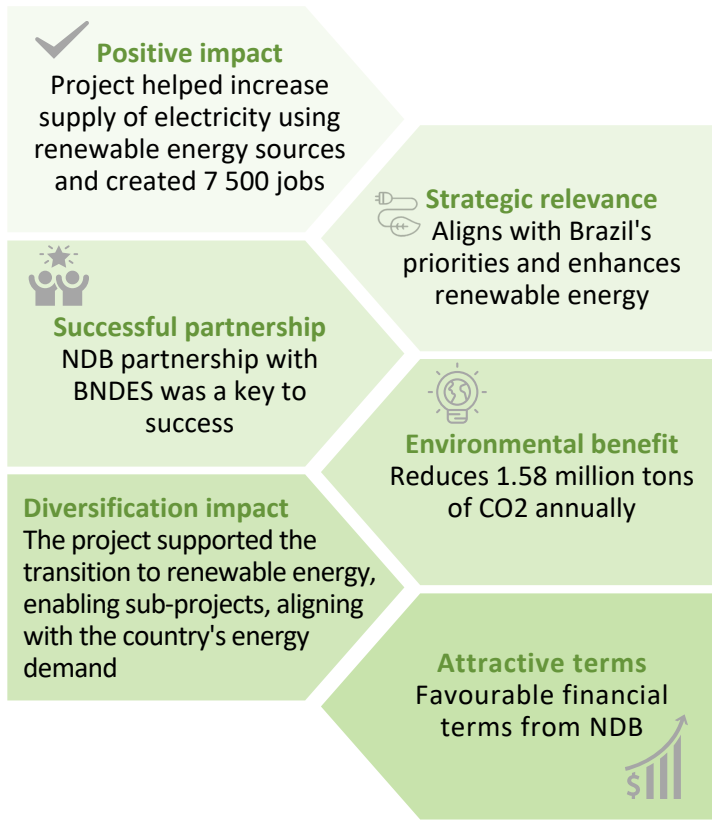 Positive impact
Project helped increase
supply of electricity using
renewable energy sources
and created 7 500 jobs
Strategic relevance
Aligns with Brazil's
priorities and enhances
renewable energy
Successful partnership
NDB partnership with
BNDES was a key to
success
Environmental benefit
Reduces 1.58 million tons
of CO2 annually
Diversification impact
The project supported the
transition to renewable energy,
enabling sub-projects, aligning
with the country's energy
demand
Attractive terms
Favourable financial
terms from NDB
$